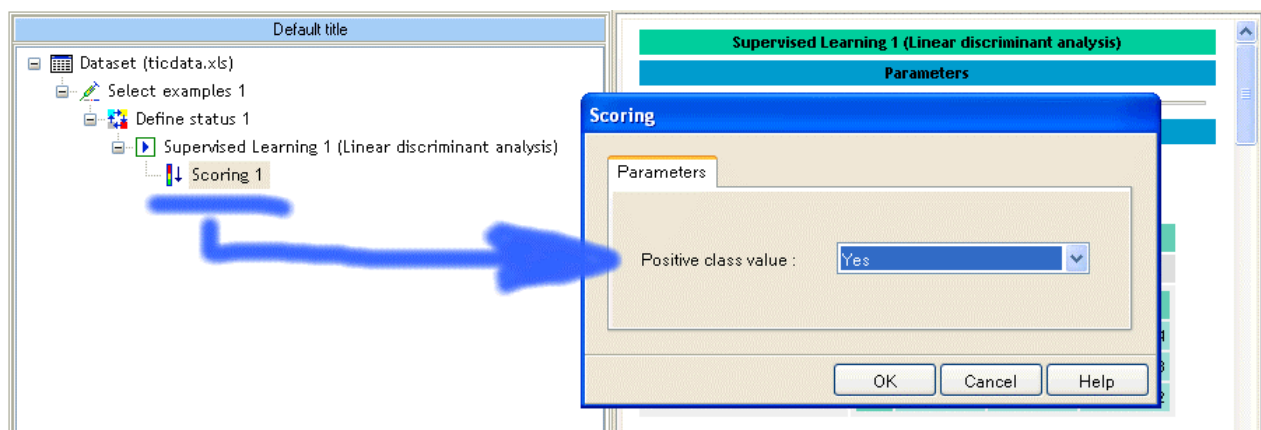 Default title
Dataset (ticdata.xls)
Select examples 1
Define status 1
Supervised Learning 1 (Linear discriminant analysis)
Scoring 1
Supervised Learning 1 (Linear discriminant analysis)
Parameters
Scoring
Parameters
Positive class value :
Yes
OK
Cancel
Help